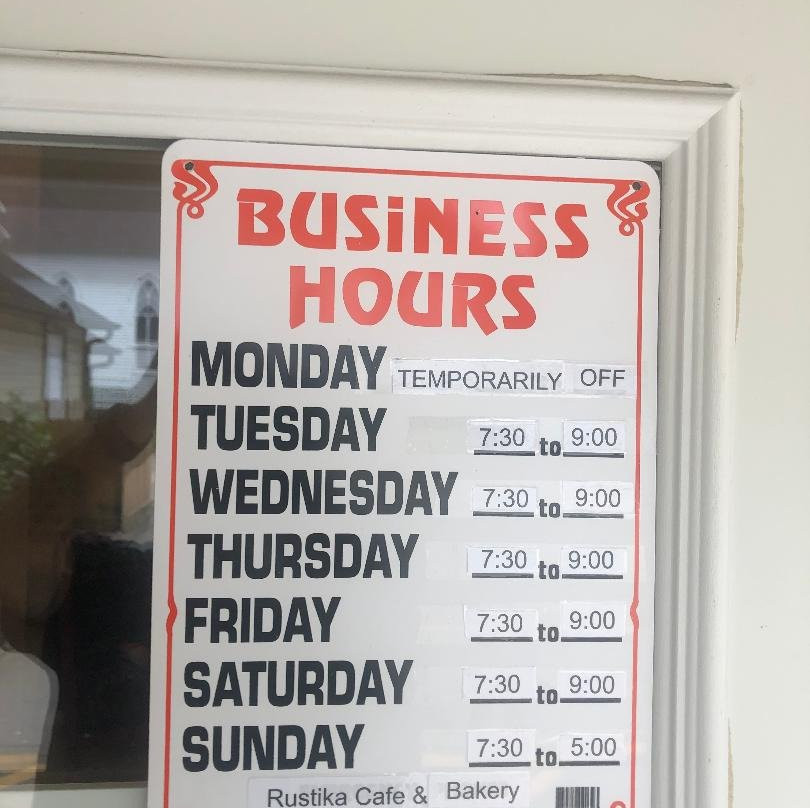 BUSiNESS
HOURS
MONDAY TEMPORARILY OFF
TUESDAY 7:30 to 9:00
WEDNESDAY 7:30 to 9:00
THURSDAY 7:30 to 9:00
FRIDAY 7:30 to 9:00
SATURDAY 7:30 to 9:00
SUNDAY 7:30 to 5:00
Rustika Cafe & Bakery